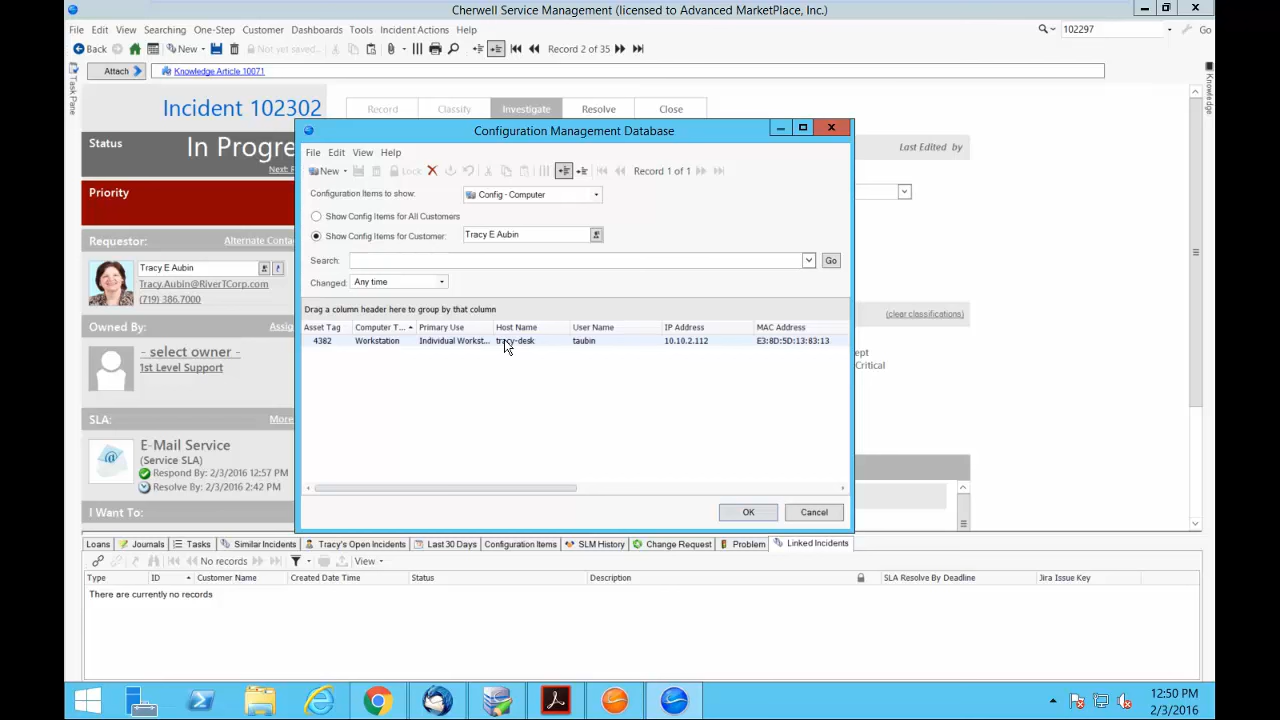 Cherwell Service Management (licensed to Advanced MarketPlace, Inc.)
File Edit View Searching One-Step Customer Dashboards Tools Incident Actions Help 102297
Back New Not yet saved... Record 2 of 35 Go
Attach Knowledge Article 10071
Task Pane
Knowledge
Incident 102302 Record Classify Investigate Resolve Close
Status In Progre
Next:
Last Edited by
Priority
Requestor: Alternate Conta
Tracy E Aubin
Tracy.Aubin@RiverTCorp.com
(719) 386.7000
Owned By: Assig
- select owner -
1st Level Support
SLA: More
E-Mail Service
(Service SLA)
Respond By: 2/3/2016 12:57 PM
Resolve By: 2/3/2016 2:42 PM
I Want To:
(clear classifications)
ept
Critical
Configuration Management Database
File Edit View Help
New Lock Record 1 of 1
Configuration Items to show: Config - Computer
Show Config Items for All Customers
Show Config Items for Customer: Tracy E Aubin
Search: Go
Changed: Any time
Drag a column header here to group by that column
Asset Tag Computer T... Primary Use Host Name User Name IP Address MAC Address
4382 Workstation Individual Workst... tracy-desk taubin 10.10.2.112 E3:8D:5D:13:83:13
OK Cancel
Loans Journals Tasks Similar Incidents Tracy's Open Incidents Last 30 Days Configuration Items SLM History Change Request Problem Linked Incidents
No records View
Type ID Customer Name Created Date Time Status Description SLA Resolve By Deadline Jira Issue Key
There are currently no records
12:50 PM
2/3/2016